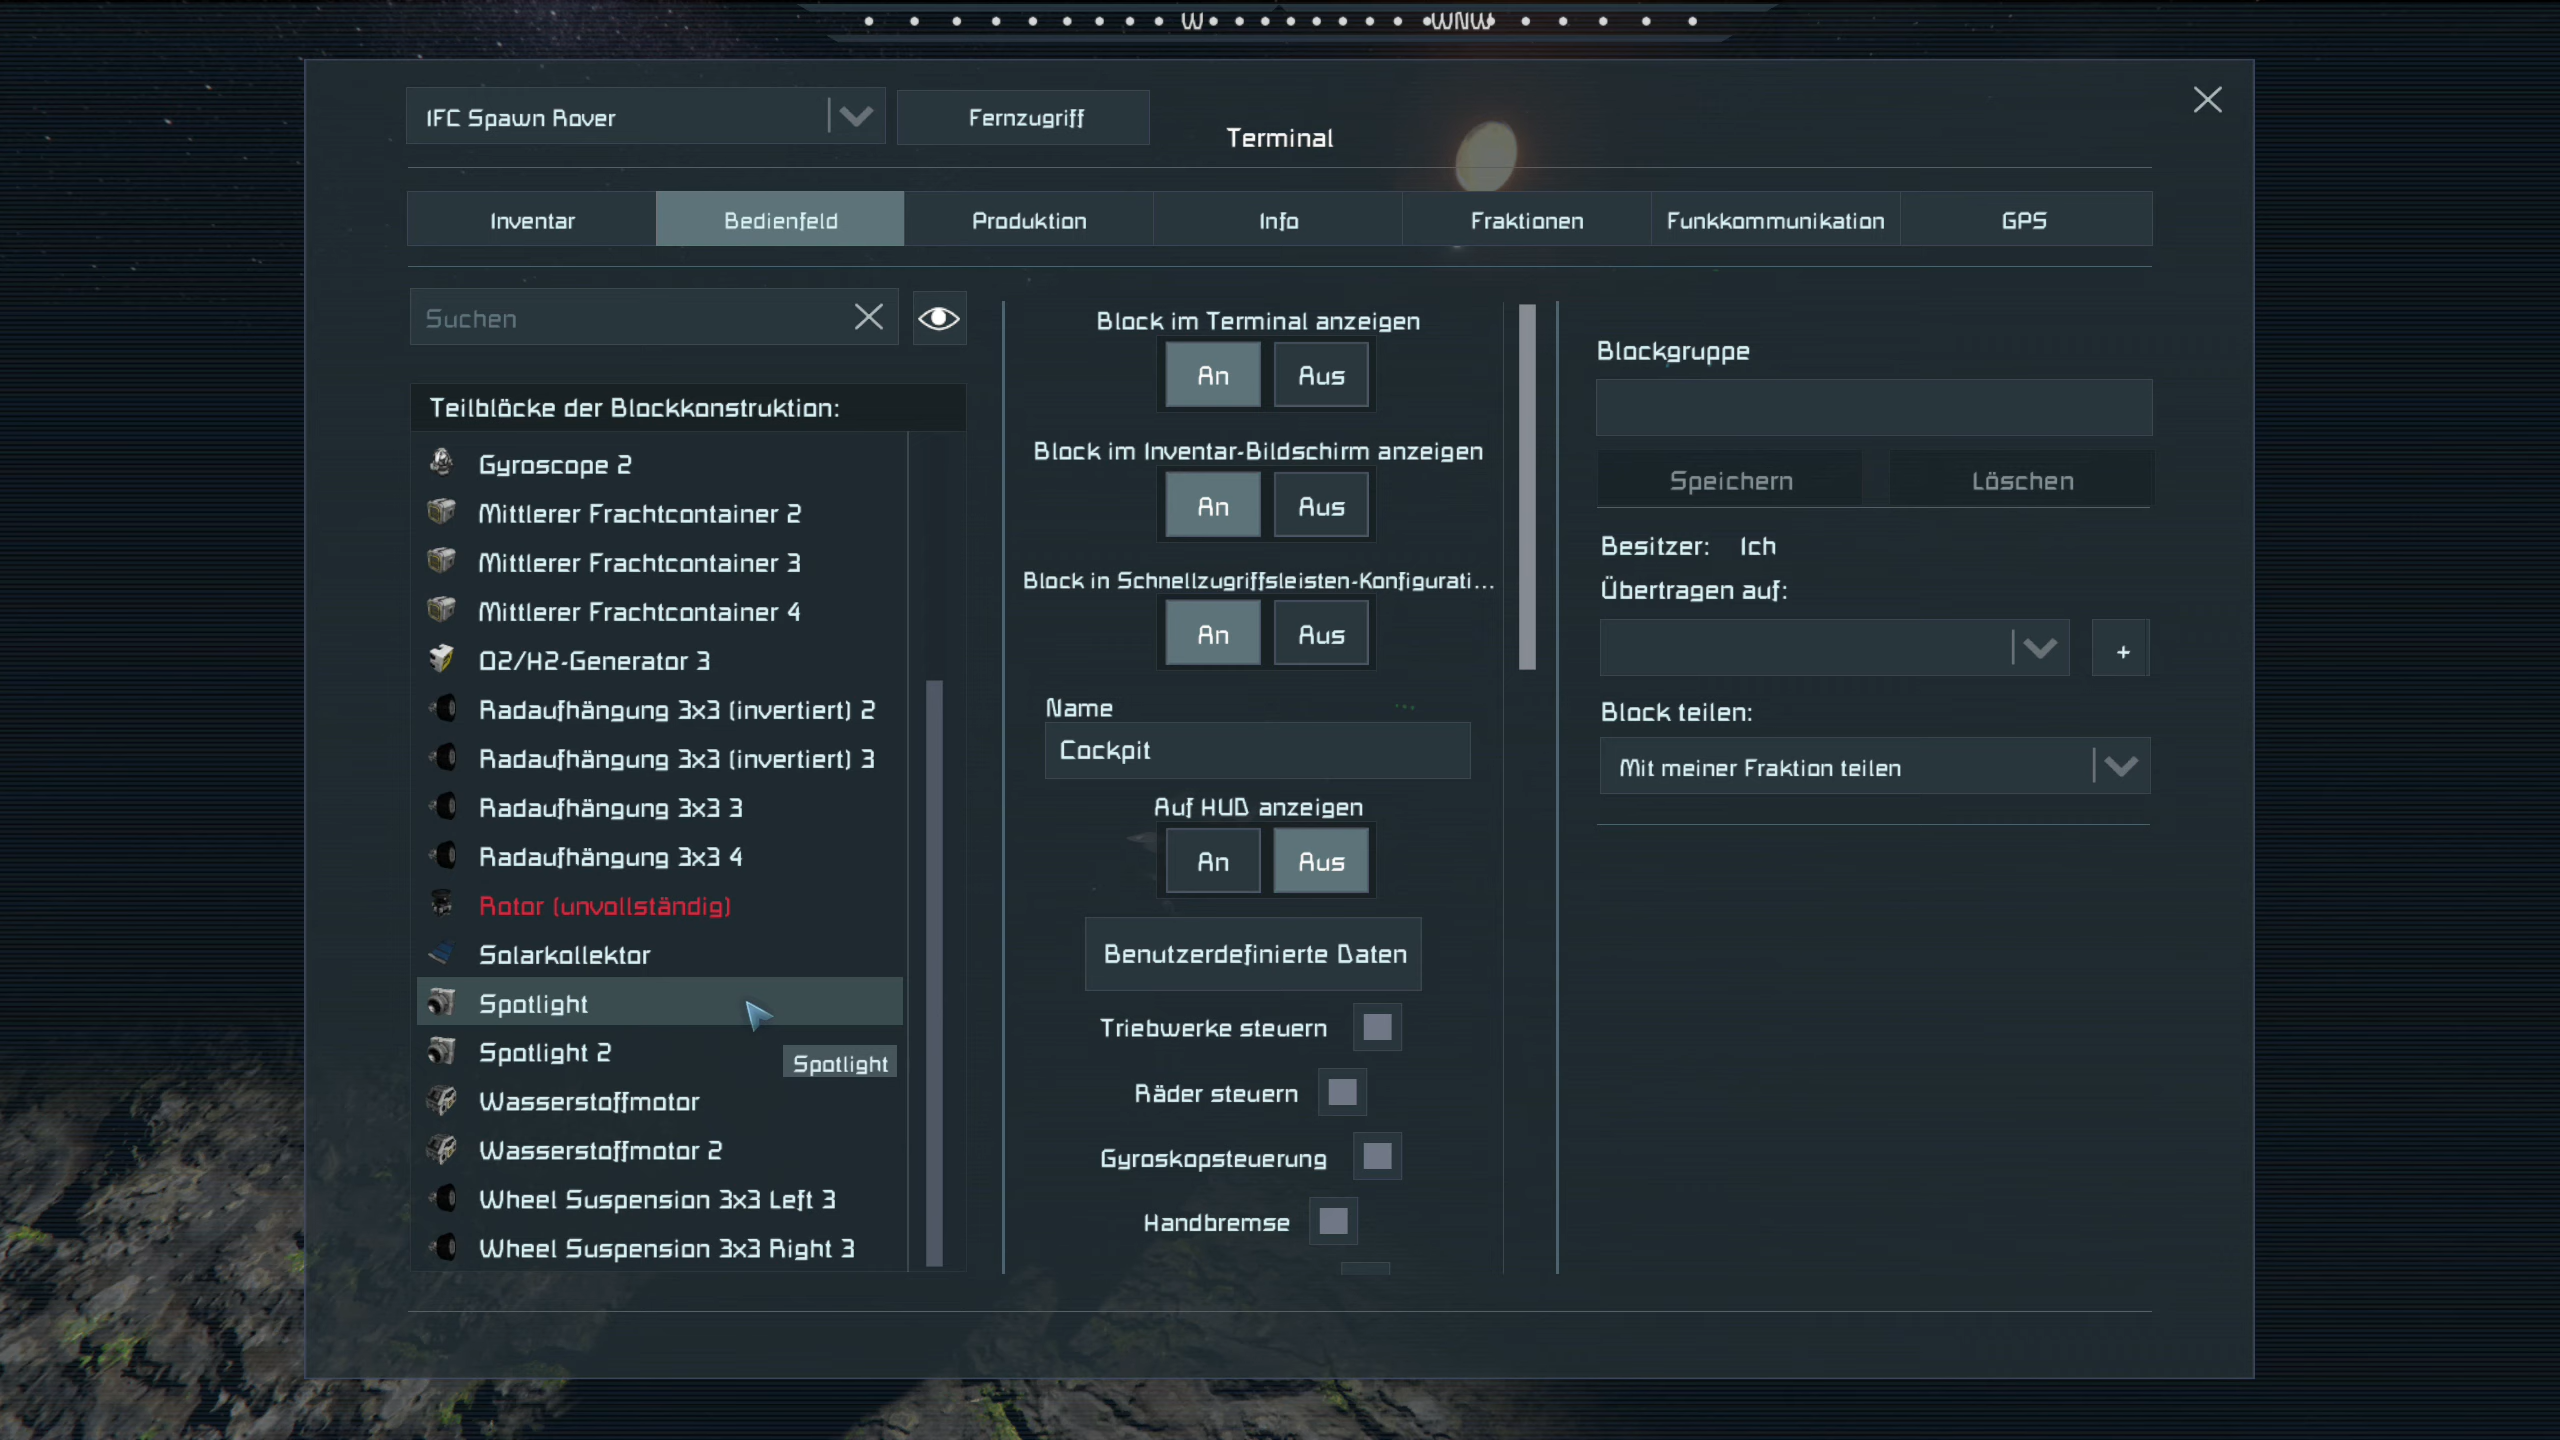 W
WNW
IFC Spawn Rover
Fernzugriff
Terminal
Inventar
Bedienfeld
Produktion
Info
Fraktionen
Funkkommunikation
GPS
Suchen
Teilblöcke der Blockkonstruktion:
Gyroscope 2
Mittlerer Frachtcontainer 2
Mittlerer Frachtcontainer 3
Mittlerer Frachtcontainer 4
O2/H2-Generator 3
Radaufhängung 3x3 (invertiert) 2
Radaufhängung 3x3 (invertiert) 3
Radaufhängung 3x3 3
Radaufhängung 3x3 4
Rotor (unvollständig)
Solarkollektor
Spotlight
Spotlight 2
Spotlight
Wasserstoffmotor
Wasserstoffmotor 2
Wheel Suspension 3x3 Left 3
Wheel Suspension 3x3 Right 3
Block im Terminal anzeigen
An
Aus
Block im Inventar-Bildschirm anzeigen
An
Aus
Block in Schnellzugriffsleisten-Konfigurati...
An
Aus
Name
Cockpit
Auf HUD anzeigen
An
Aus
Benutzerdefinierte Daten
Triebwerke steuern
Räder steuern
Gyroskopsteuerung
Handbremse
Blockgruppe
Speichern
Löschen
Besitzer: Ich
Übertragen auf:
+
Block teilen:
Mit meiner Fraktion teilen